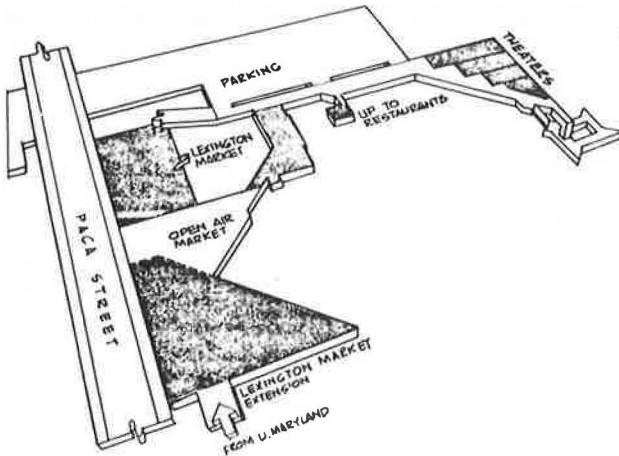 THEATERS
PARKING
UP TO
RESTAURANTS
LEXINGTON
MARKET
OPEN AIR
MARKET
PACA STREET
LEXINGTON MARKET
EXTENSION
FROM U. MARYLAND